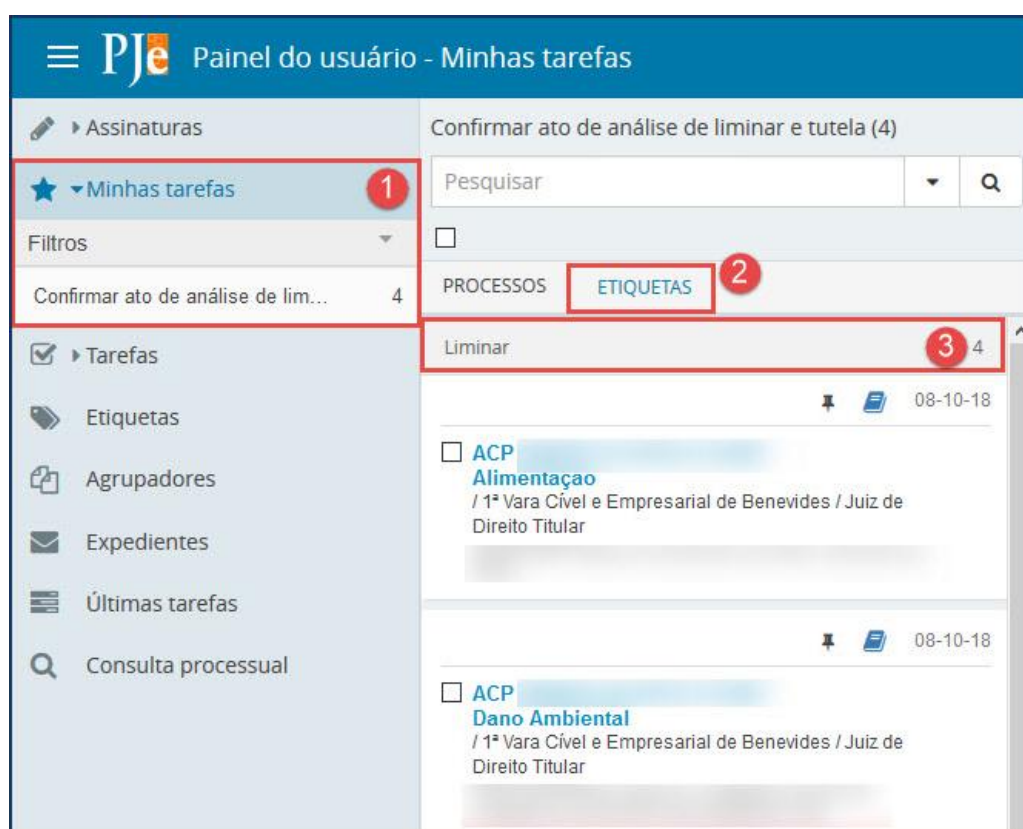 PJe Painel do usuário - Minhas tarefas
Assinaturas
Minhas tarefas 1
Filtros
Confirmar ato de análise de lim... 4
Tarefas
Etiquetas
Agrupadores
Expedientes
Últimas tarefas
Consulta processual
Confirmar ato de análise de liminar e tutela (4)
Pesquisar
PROCESSOS ETIQUETAS 2
Liminar 3 4
08-10-18
ACP
Alimentação
/ 1ª Vara Cível e Empresarial de Benevides / Juiz de
Direito Titular
08-10-18
ACP
Dano Ambiental
/ 1ª Vara Cível e Empresarial de Benevides / Juiz de
Direito Titular